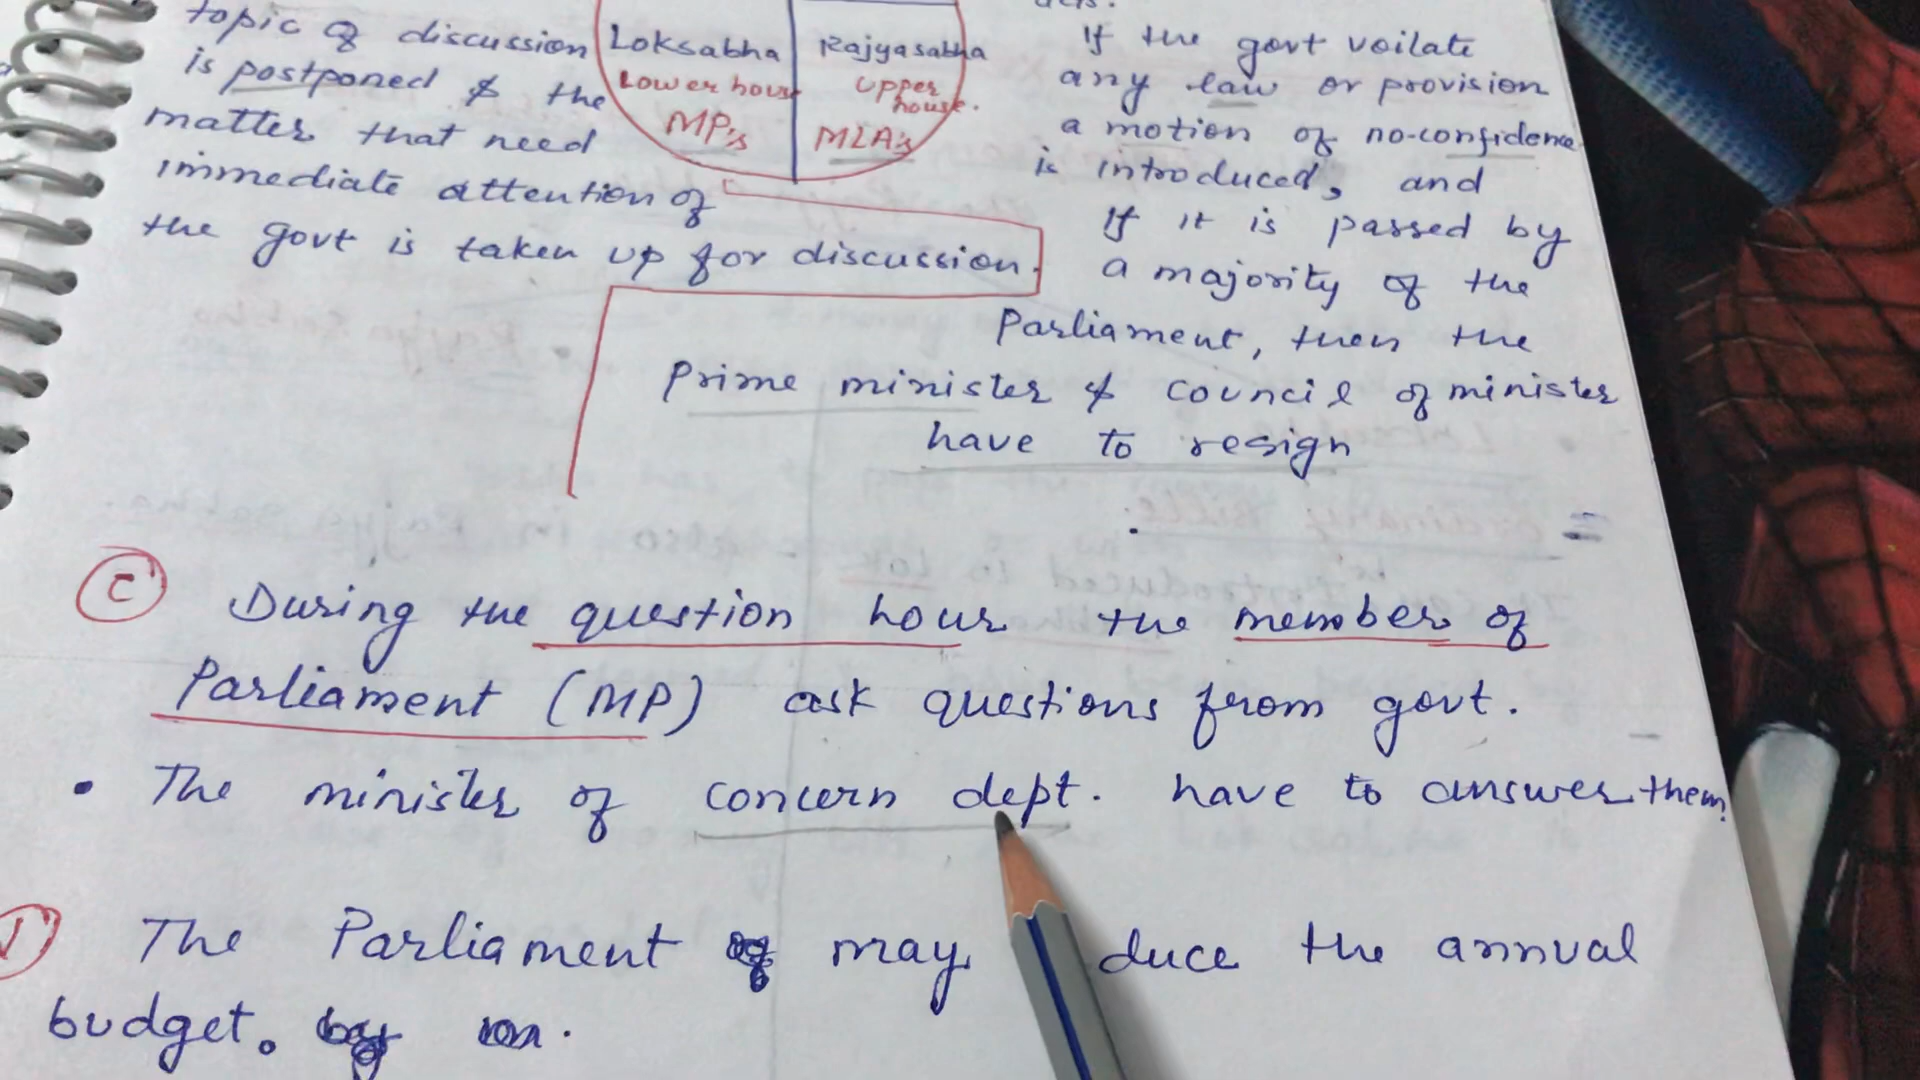 topic of discussion
is postponed & the
matter that need
immediate attention of
the govt is taken up for discussion.
Loksabha
Lower house
MP's
Rajyasabha
upper
house.
MLA's
If the govt voilate
any law or provision
a motion of no-confidence
is introduced, and
If it is passed by
a majority of the
Parliament, then the
Prime minister & council of minister
have to resign
C During the question hour the member of
Parliament (MP) ask questions from govt.
• The minister of concern dept. have to answer them.
The Parliament may duce the annual
budget.